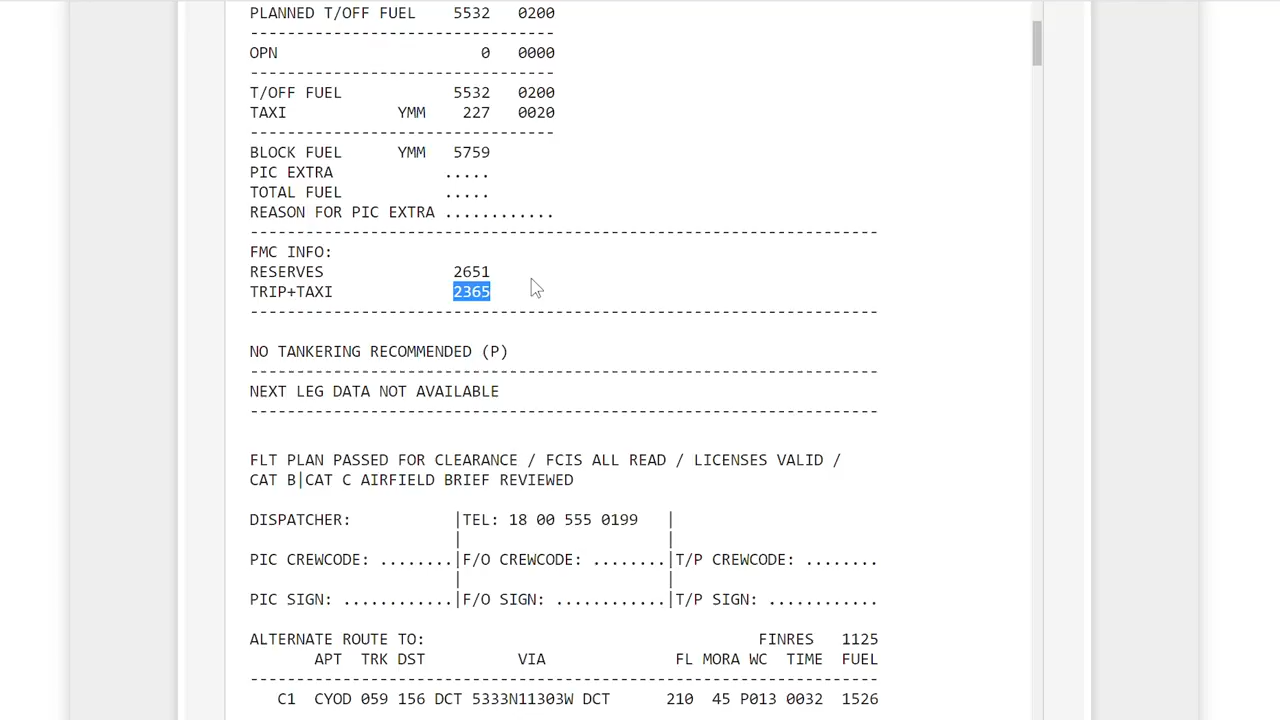 PLANNED T/OFF FUEL    5532   0200
---------------------------------
OPN                      0   0000
---------------------------------
T/OFF FUEL            5532   0200
TAXI            YMM    227   0020
---------------------------------
BLOCK FUEL      YMM   5759
PIC EXTRA            .....
TOTAL FUEL           .....
REASON FOR PIC EXTRA ............
--------------------------------------------------------------------
FMC INFO:
RESERVES              2651
TRIP+TAXI             2365
--------------------------------------------------------------------
NO TANKERING RECOMMENDED (P)
--------------------------------------------------------------------
NEXT LEG DATA NOT AVAILABLE
--------------------------------------------------------------------
FLT PLAN PASSED FOR CLEARANCE / FCIS ALL READ / LICENSES VALID /
CAT B|CAT C AIRFIELD BRIEF REVIEWED
DISPATCHER:           |TEL: 18 00 555 0199   |
                      |                      |
PIC CREWCODE: ........|F/O CREWCODE: ........|T/P CREWCODE: ........
                      |                      |
PIC SIGN: ............|F/O SIGN: ............|T/P SIGN: ............
ALTERNATE ROUTE TO:                                    FINRES   1125
       APT  TRK DST          VIA              FL MORA WC  TIME  FUEL
--------------------------------------------------------------------
   C1  CYOD 059 156 DCT 5333N11303W DCT      210  45 P013 0032  1526